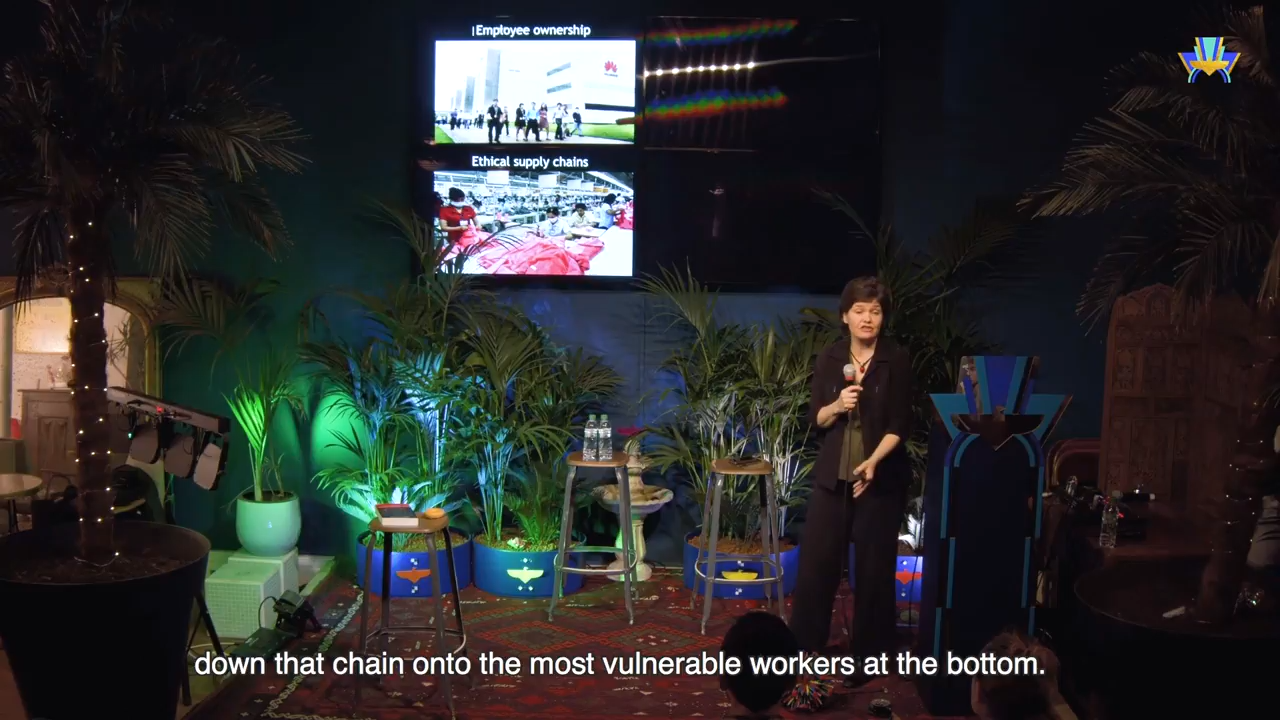 Employee ownership
Ethical supply chains
down that chain onto the most vulnerable workers at the bottom.